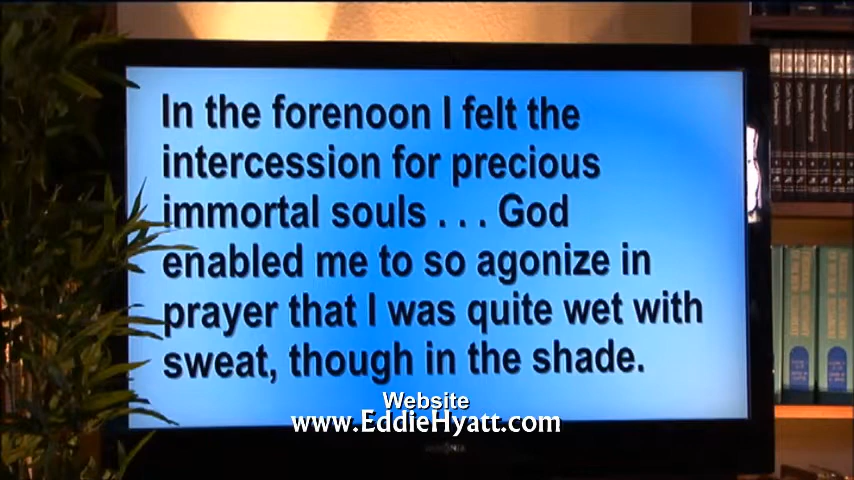 In the forenoon I felt the
intercession for precious
immortal souls . . . God
enabled me to so agonize in
prayer that I was quite wet with
sweat, though in the shade.
Website
www.EddieHyatt.com